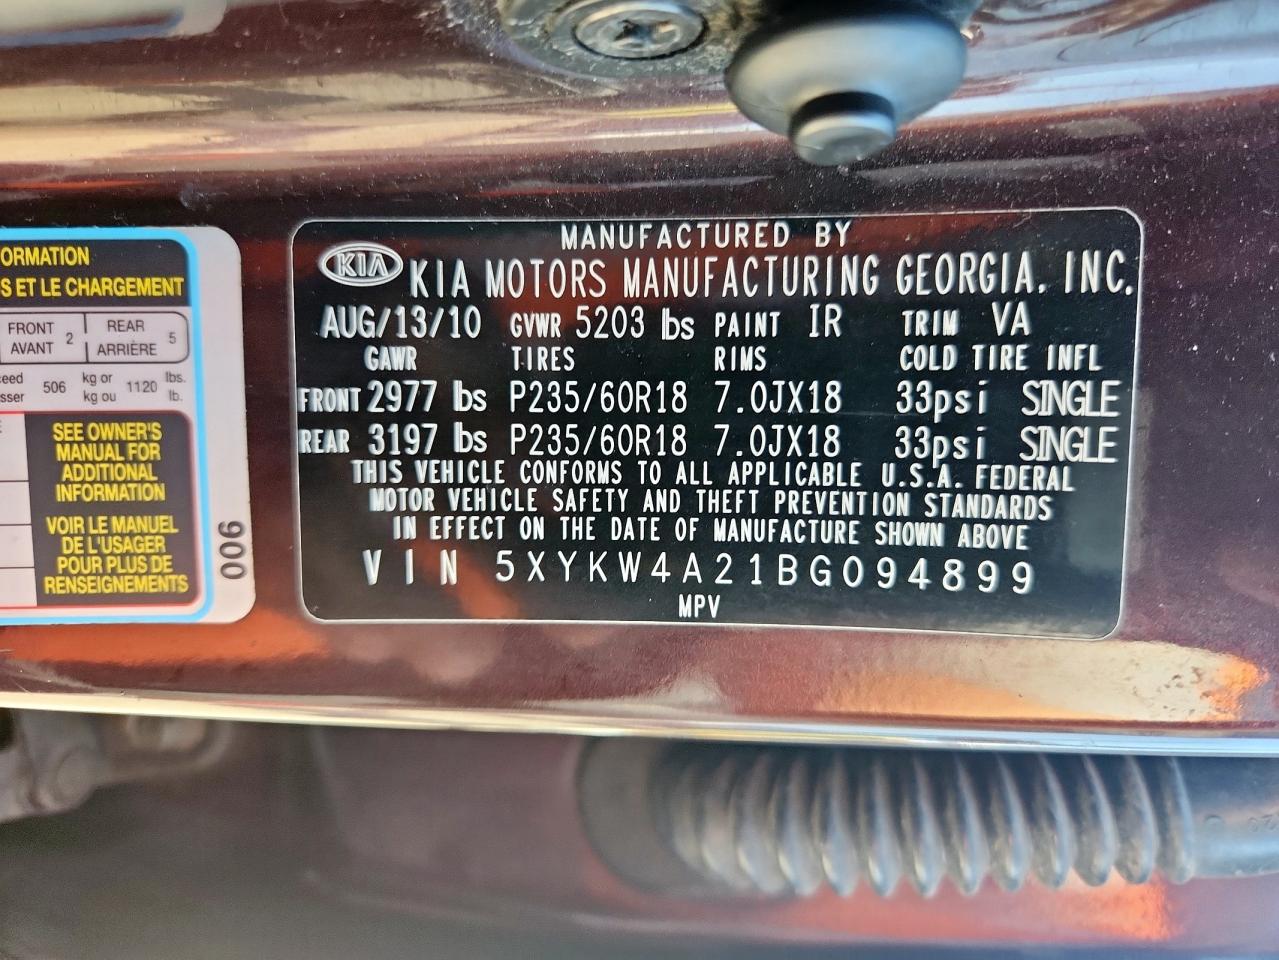 ORMATION
S ET LE CHARGEMENT
FRONT 2 REAR 5
AVANT ARRIÈRE
506 kg or 1120 lbs.
kg ou lb.
SEE OWNER'S
MANUAL FOR
ADDITIONAL
INFORMATION
VOIR LE MANUEL
DE L'USAGER
POUR PLUS DE
RENSEIGNEMENTS
006
MANUFACTURED BY
KIA KIA MOTORS MANUFACTURING GEORGIA, INC.
AUG/13/10 GVWR 5203 lbs PAINT IR TRIM VA
GAWR TIRES RIMS COLD TIRE INFL
FRONT 2977 lbs P235/60R18 7.0JX18 33psi SINGLE
REAR 3197 lbs P235/60R18 7.0JX18 33psi SINGLE
THIS VEHICLE CONFORMS TO ALL APPLICABLE U.S.A. FEDERAL
MOTOR VEHICLE SAFETY AND THEFT PREVENTION STANDARDS
IN EFFECT ON THE DATE OF MANUFACTURE SHOWN ABOVE
VIN 5XYKW4A21BG094899
MPV